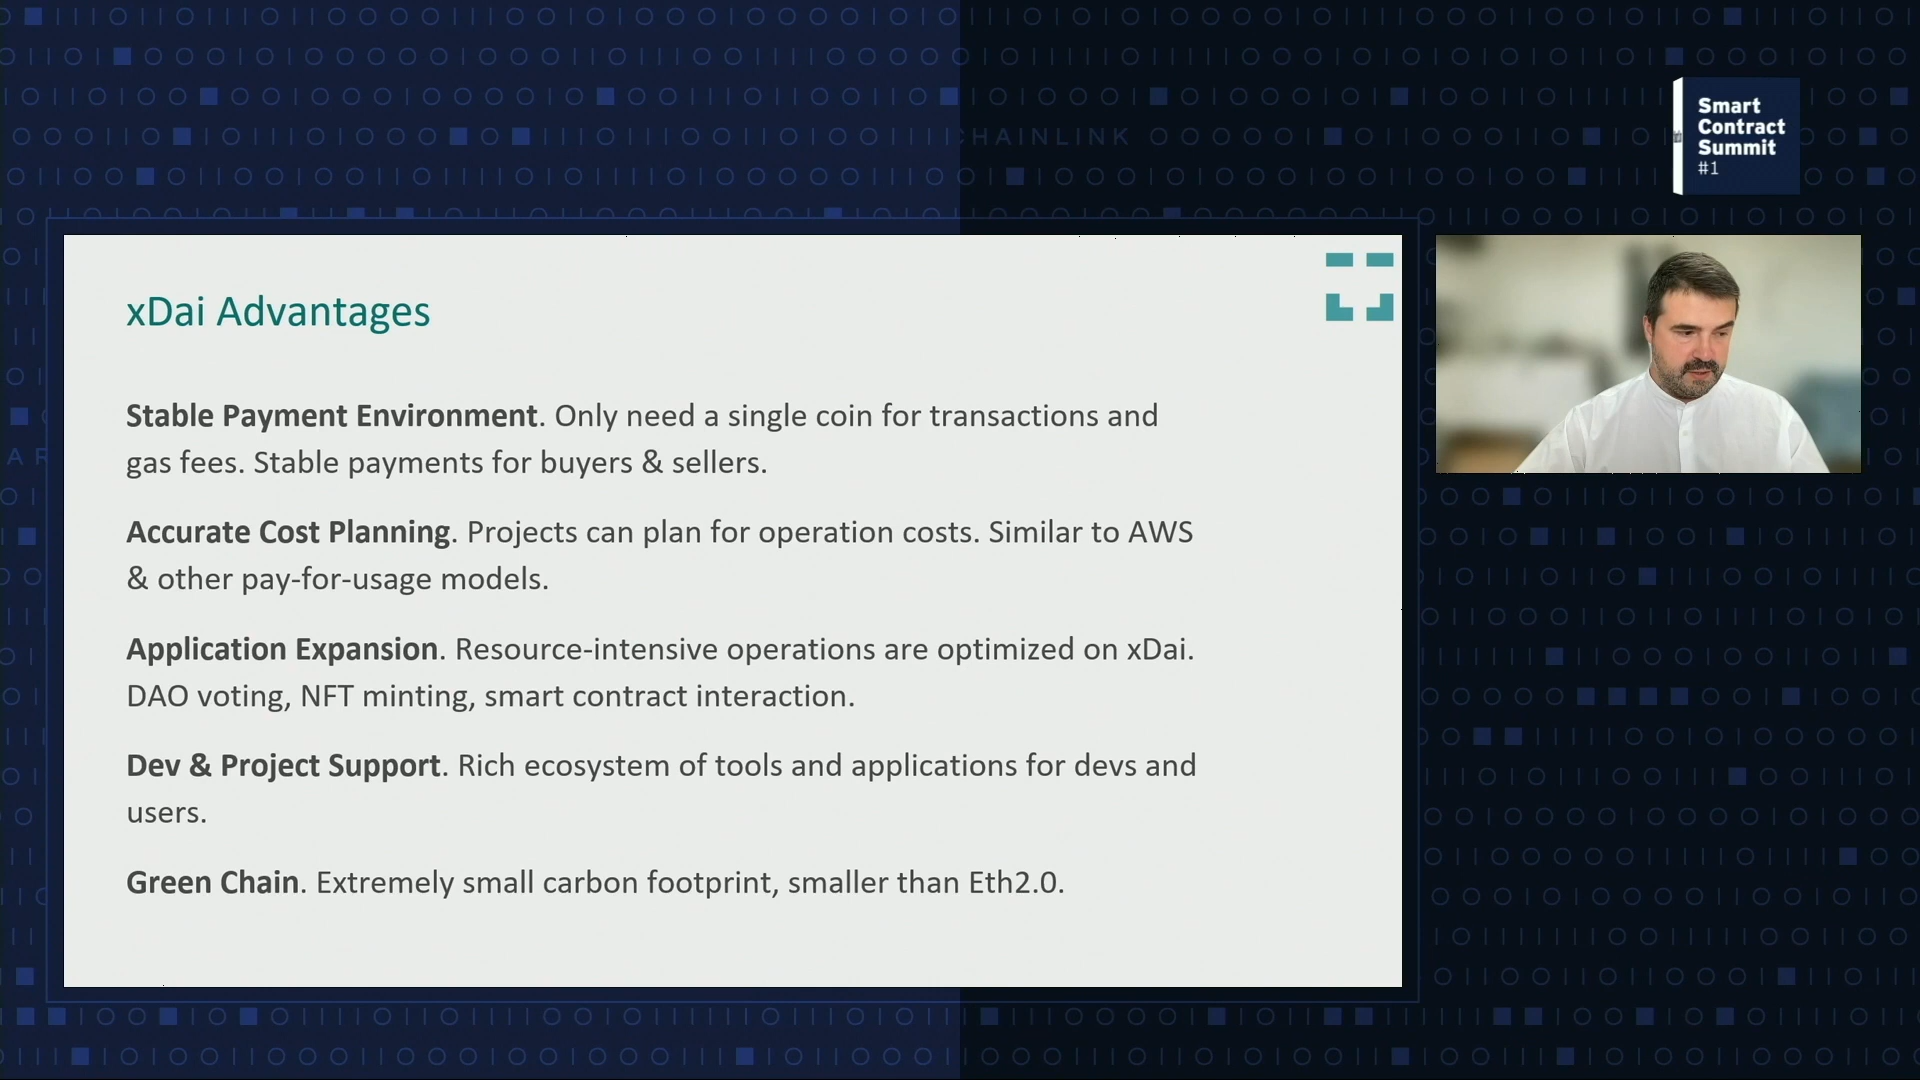 CHAINLINK
Smart
Contract
Summit
#1
xDai Advantages
Stable Payment Environment. Only need a single coin for transactions and
gas fees. Stable payments for buyers & sellers.
Accurate Cost Planning. Projects can plan for operation costs. Similar to AWS
& other pay-for-usage models.
Application Expansion. Resource-intensive operations are optimized on xDai.
DAO voting, NFT minting, smart contract interaction.
Dev & Project Support. Rich ecosystem of tools and applications for devs and
users.
Green Chain. Extremely small carbon footprint, smaller than Eth2.0.